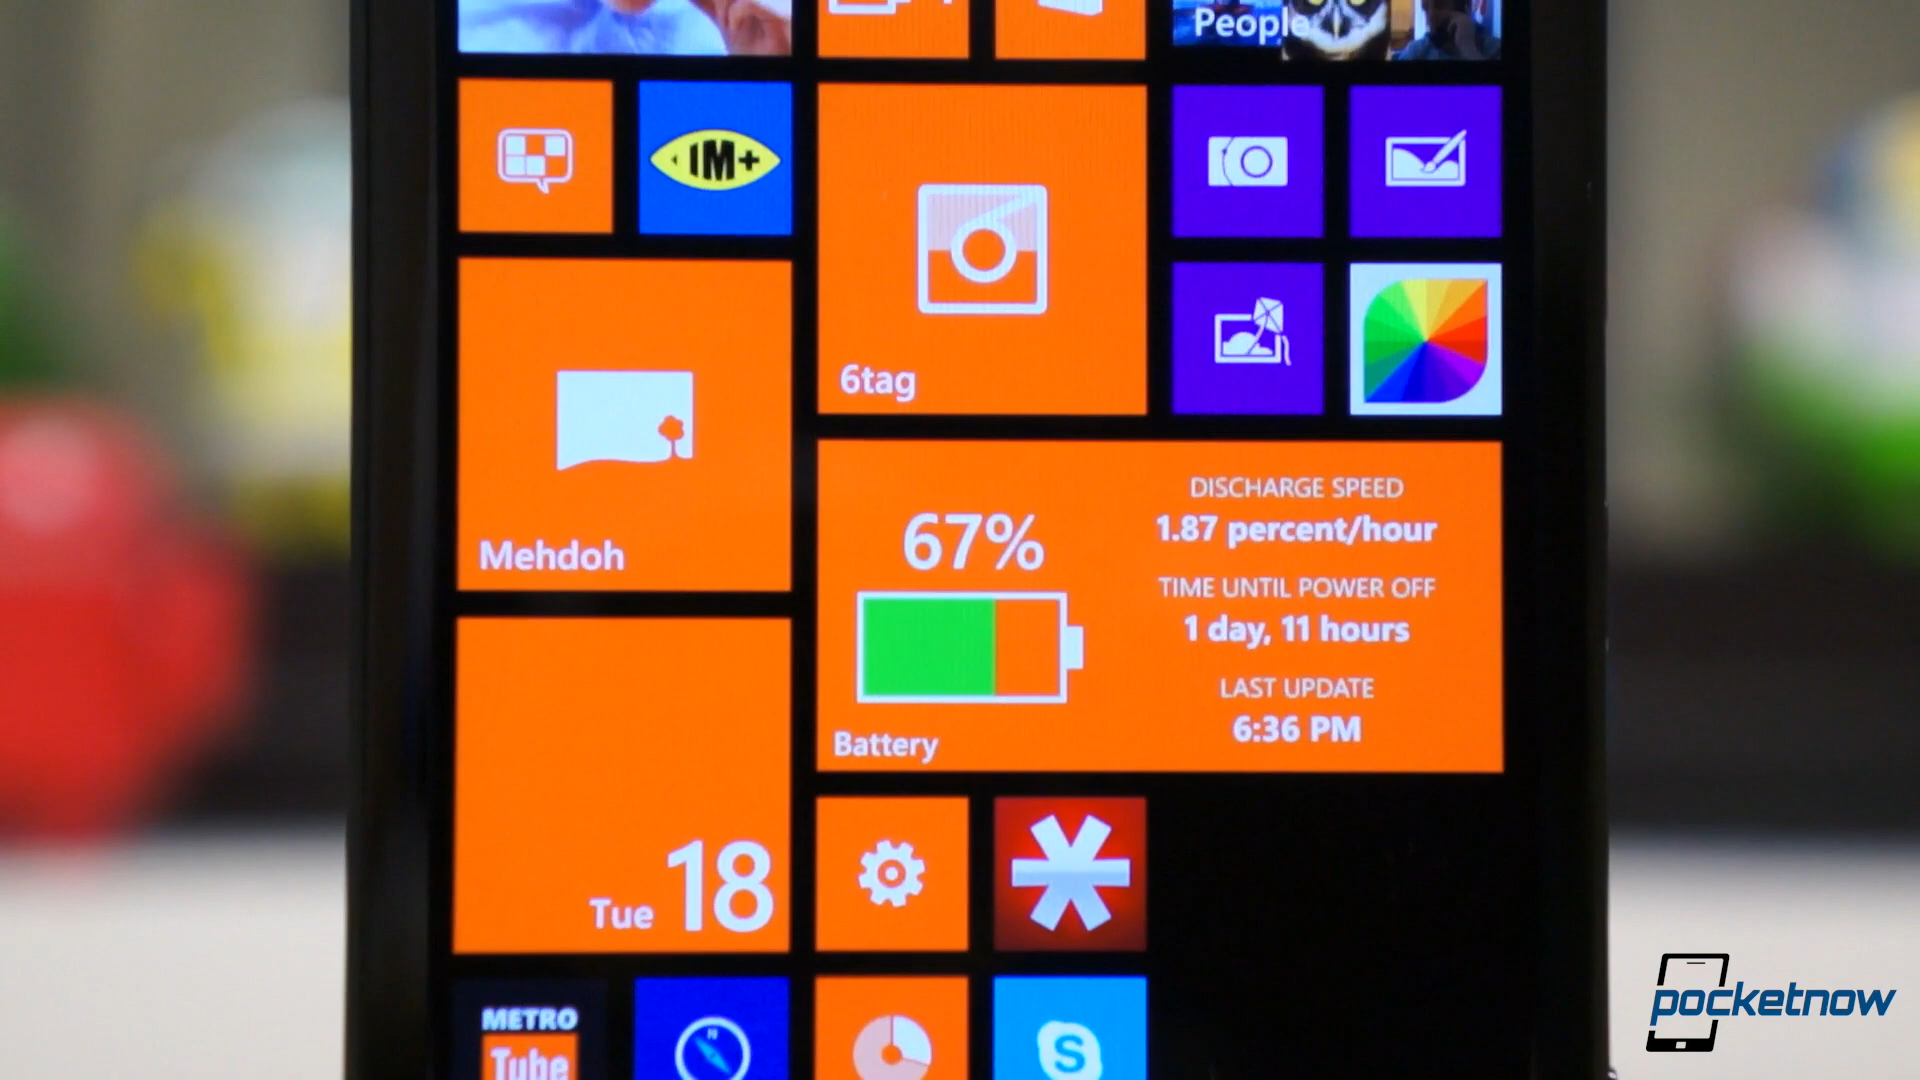 People
IM+
6tag
Mehdoh
67%
Battery
DISCHARGE SPEED
1.87 percent/hour
TIME UNTIL POWER OFF
1 day, 11 hours
LAST UPDATE
6:36 PM
Tue 18
METRO
Tube
N
S
pocketnow